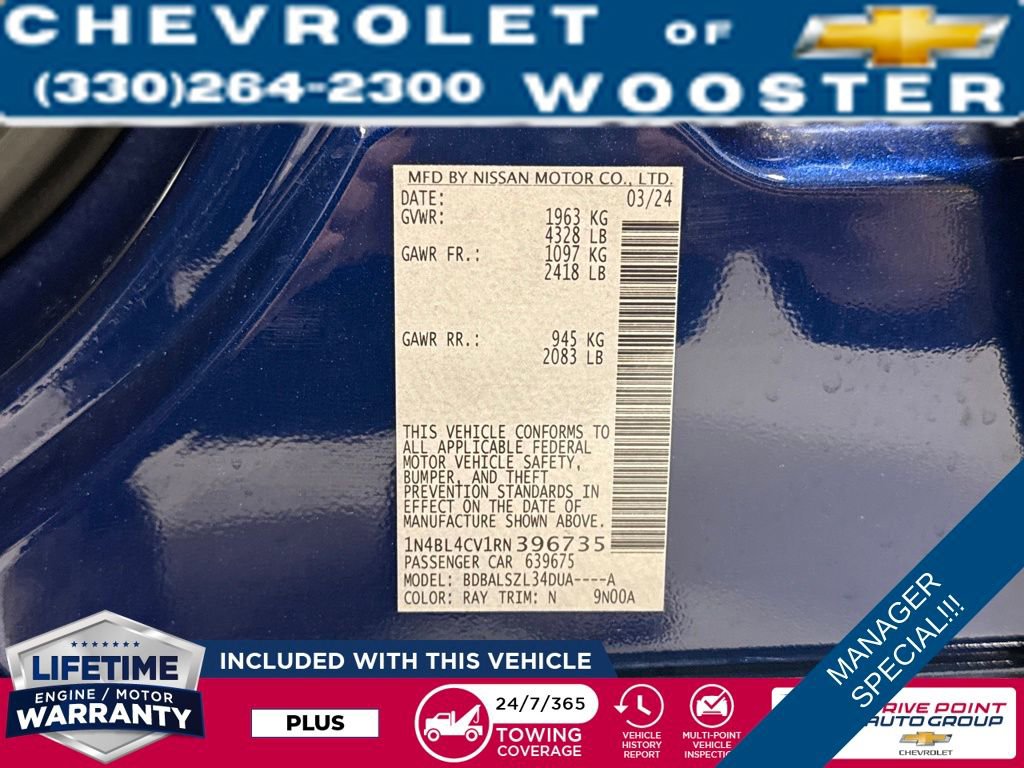 CHEVROLET OF
(330)264-2300 WOOSTER
MFD BY NISSAN MOTOR CO., LTD.
DATE: 03/24
GVWR: 1963 KG
4328 LB
GAWR FR.: 1097 KG
2418 LB
GAWR RR.: 945 KG
2083 LB
THIS VEHICLE CONFORMS TO
ALL APPLICABLE FEDERAL
MOTOR VEHICLE SAFETY,
BUMPER, AND THEFT
PREVENTION STANDARDS IN
EFFECT ON THE DATE OF
MANUFACTURE SHOWN ABOVE.
1N4BL4CV1RN396735
PASSENGER CAR 639675
MODEL: BDBALSZL34DUA----A
COLOR: RAY TRIM: N 9N00A
MANAGER
SPECIAL!!!
LIFETIME
ENGINE / MOTOR
WARRANTY
INCLUDED WITH THIS VEHICLE
PLUS
24/7/365
TOWING
COVERAGE
VEHICLE
HISTORY
REPORT
MULTI-POINT
VEHICLE
POINT
AUTO GROUP
CHEVROLET